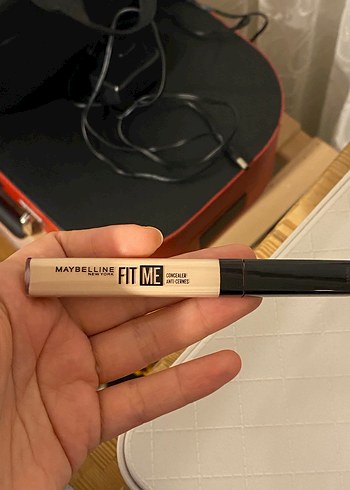 MAYBELLINE
NEW YORK
FIT ME
CONCEALER
ANTI-CERNES